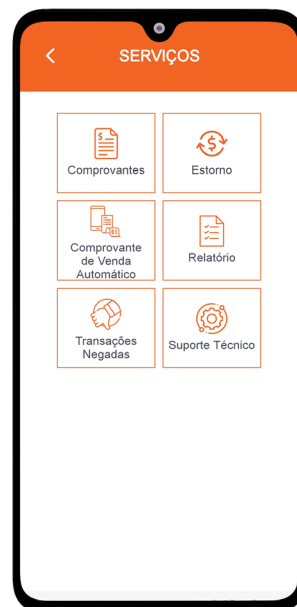 SERVIÇOS
Comprovantes
Estorno
Comprovante
de Venda
Automático
Relatório
Transações
Negadas
Suporte Técnico